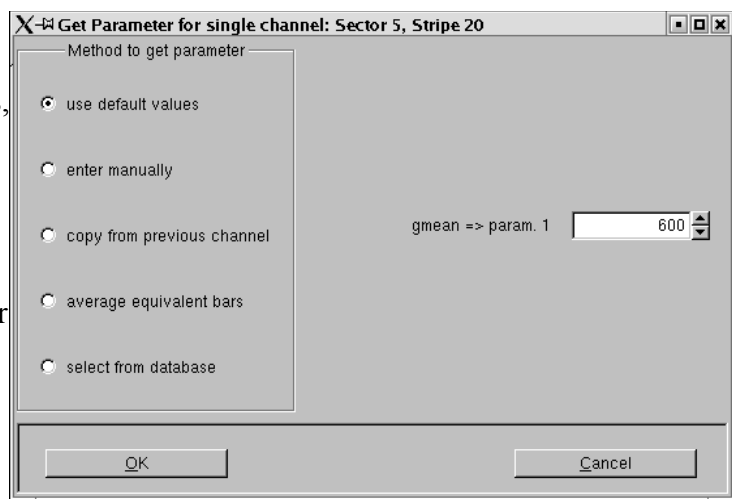 Get Parameter for single channel: Sector 5, Stripe 20
Method to get parameter
use default values
enter manually
copy from previous channel
average equivalent bars
select from database
gmean => param. 1 600
OK Cancel